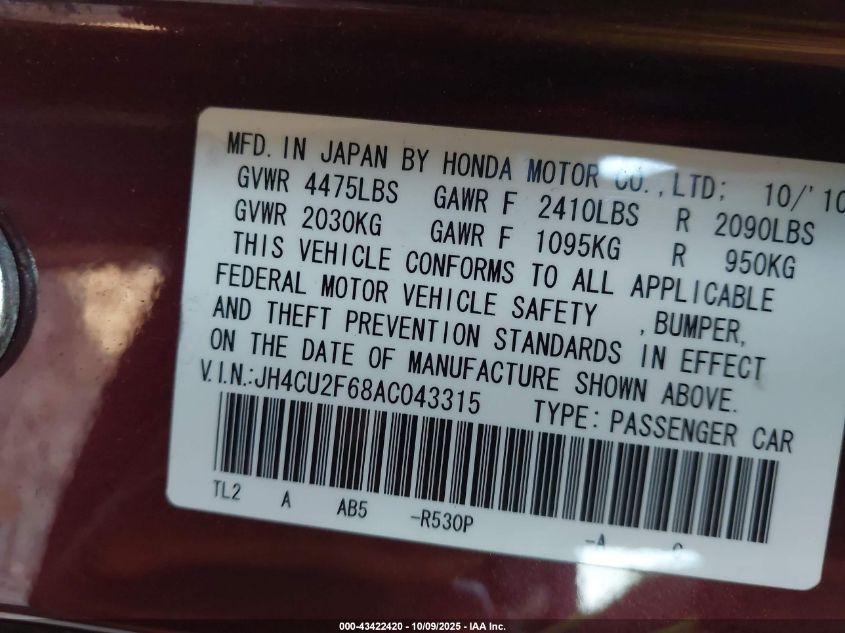 MFD. IN JAPAN BY HONDA MOTOR CO., LTD; 10/'10
GVWR 4475LBS GAWR F 2410LBS R 2090LBS
GVWR 2030KG GAWR F 1095KG R 950KG
THIS VEHICLE CONFORMS TO ALL APPLICABLE
FEDERAL MOTOR VEHICLE SAFETY , BUMPER,
AND THEFT PREVENTION STANDARDS IN EFFECT
ON THE DATE OF MANUFACTURE SHOWN ABOVE.
V.I.N.:JH4CU2F68AC043315 TYPE:PASSENGER CAR
TL2 A AB5 -R530P -A
000-43422420 - 10/09/2025 - IAA Inc.